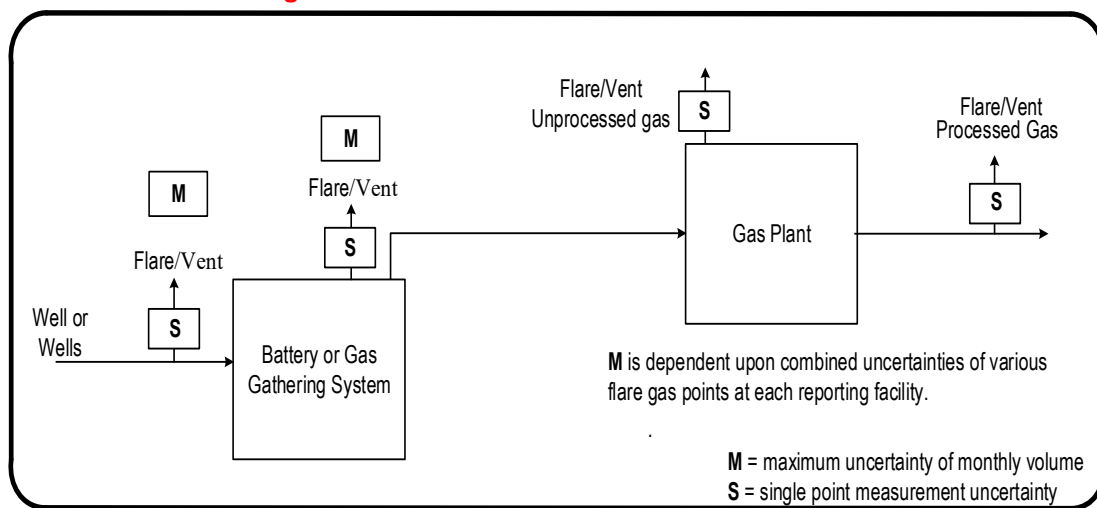 Flare/Vent
Unprocessed gas
S
Flare/Vent
Processed Gas
S
M
Flare/Vent
S
M
Flare/Vent
S
Well or
Wells
Battery or Gas
Gathering System
Gas Plant
M is dependent upon combined uncertainties of various
flare gas points at each reporting facility.
.
M = maximum uncertainty of monthly volume
S = single point measurement uncertainty